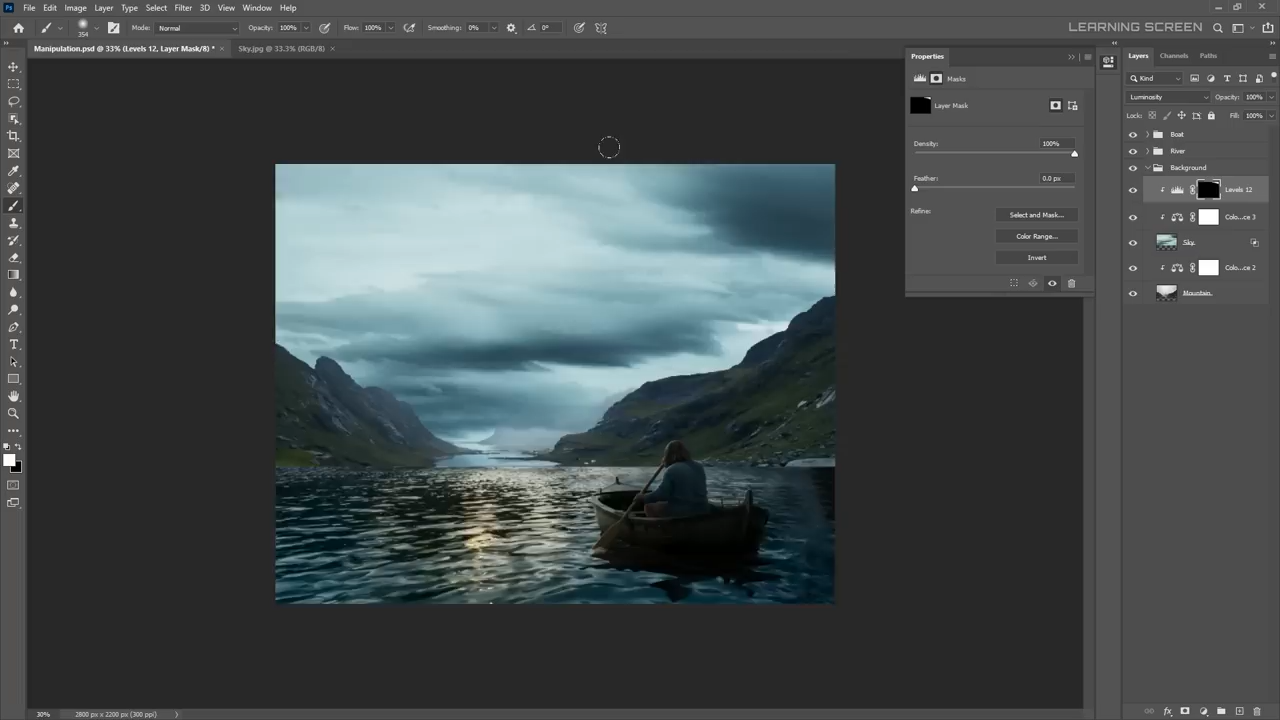 Ps File Edit Image Layer Type Select Filter 3D View Window Help
354 Mode: Normal Opacity: 100% Flow: 100% Smoothing: 0% 0° LEARNING SCREEN
Manipulation.psd @ 33% (Levels 12, Layer Mask/8) * × Sky.jpg @ 33.3% (RGB/8) ×
Properties
Masks
Layer Mask
Density: 100%
Feather: 0.0 px
Refine: Select and Mask...
Color Range...
Invert
Layers Channels Paths
Kind
Luminosity Opacity: 100%
Lock: Fill: 100%
Boat
River
Background
Levels 12
Colo...ce 3
Sky
Colo...ce 2
Mountain
30% 2800 px x 2200 px (300 ppi)